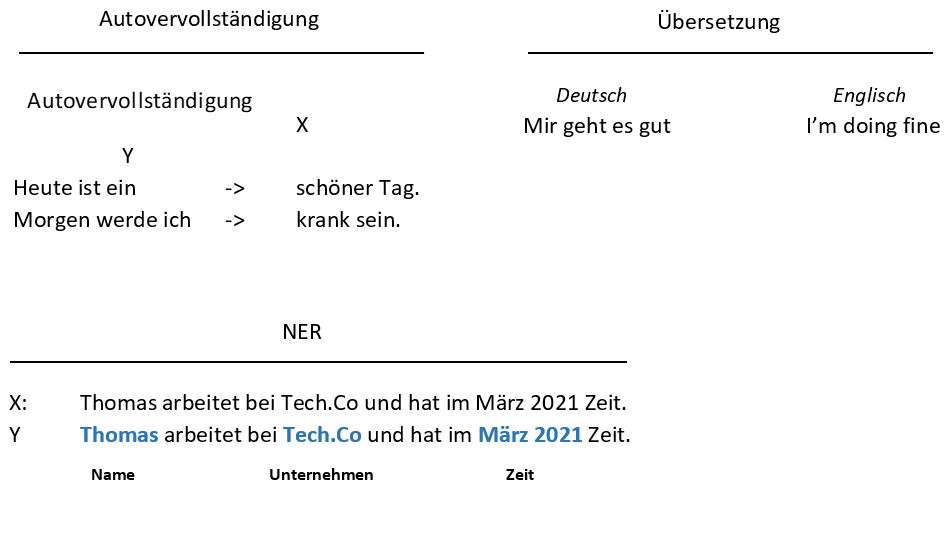 Autovervollständigung
Autovervollständigung
X
Y
Heute ist ein -> schöner Tag.
Morgen werde ich -> krank sein.
Übersetzung
Deutsch Englisch
Mir geht es gut I’m doing fine
NER
X: Thomas arbeitet bei Tech.Co und hat im März 2021 Zeit.
Y Thomas arbeitet bei Tech.Co und hat im März 2021 Zeit.
Name Unternehmen Zeit